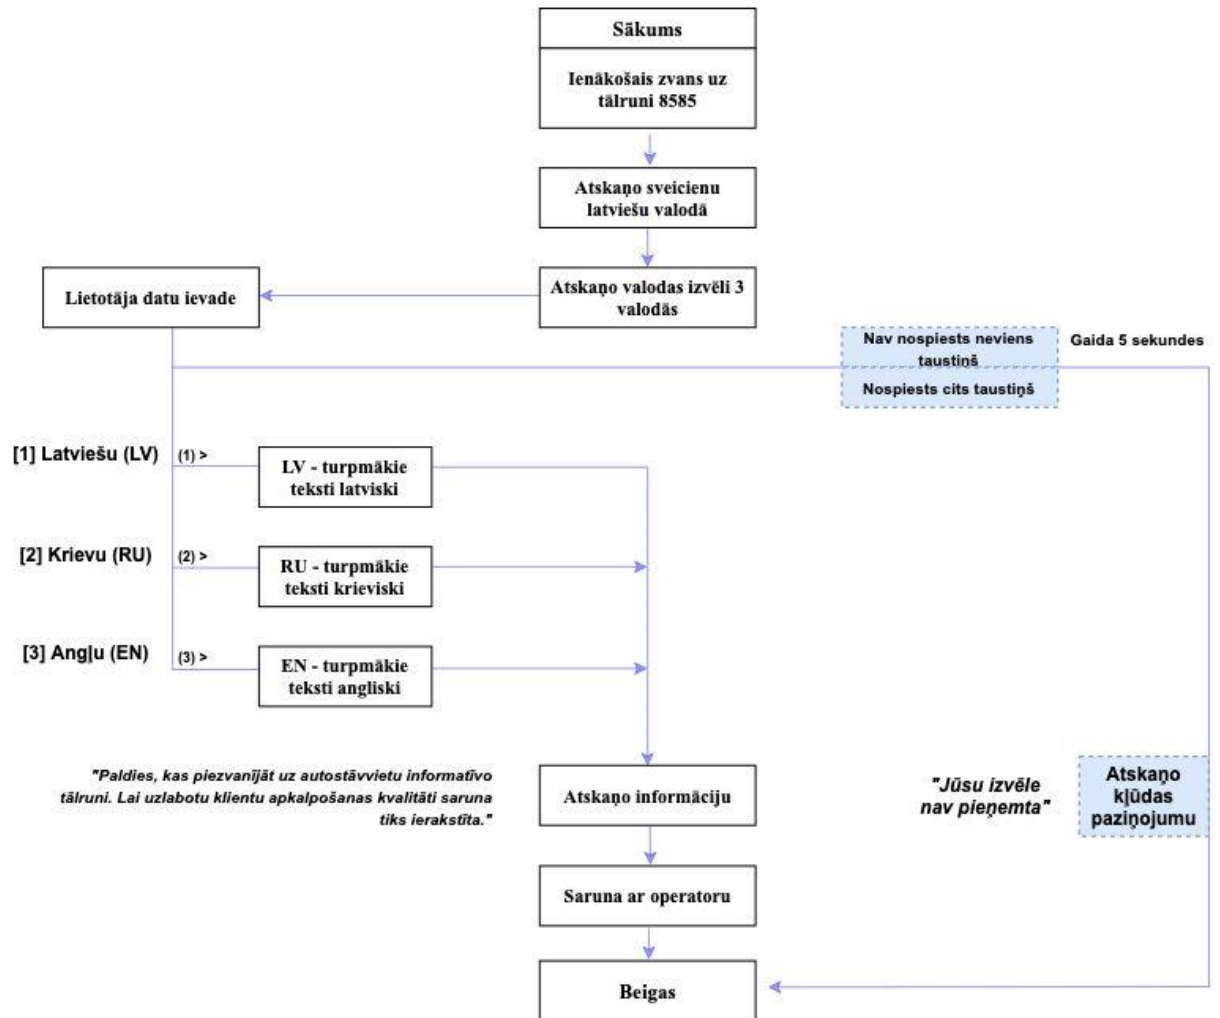 Sākums
Ienākošais zvans uz
tālruni 8585
Atskaņo sveicienu
latviešu valodā
Lietotāja datu ievade
Atskaņo valodas izvēli 3
valodās
Nav nospiests neviens
taustiņš
Gaida 5 sekundes
Nospiests cits taustiņš
[1] Latviešu (LV)
(1) >
LV - turpmākie
teksti latviski
[2] Krievu (RU)
(2) >
RU - turpmākie
teksti krieviski
[3] Angļu (EN)
(3) >
EN - turpmākie
teksti angliski
"Paldies, kas piezvanījāt uz autostāvvietu informatīvo
tālruni. Lai uzlabotu klientu apkalpošanas kvalitāti saruna
tiks ierakstīta."
Atskaņo informāciju
"Jūsu izvēle
nav pieņemta"
Atskaņo
kļūdas
paziņojumu
Saruna ar operatoru
Beigas